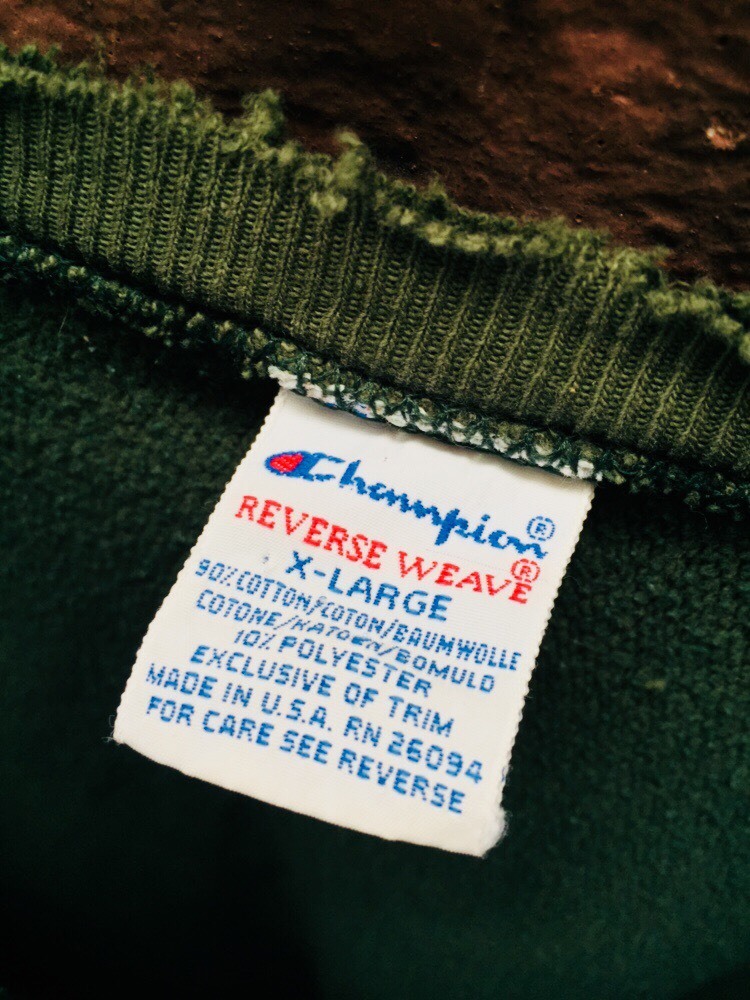 Champion®
REVERSE WEAVE®
X-LARGE
90% COTTON/COTON/BAUMWOLLE
COTONE/KATOEN/BOMULD
10% POLYESTER
EXCLUSIVE OF TRIM
MADE IN U.S.A. RN 26094
FOR CARE SEE REVERSE